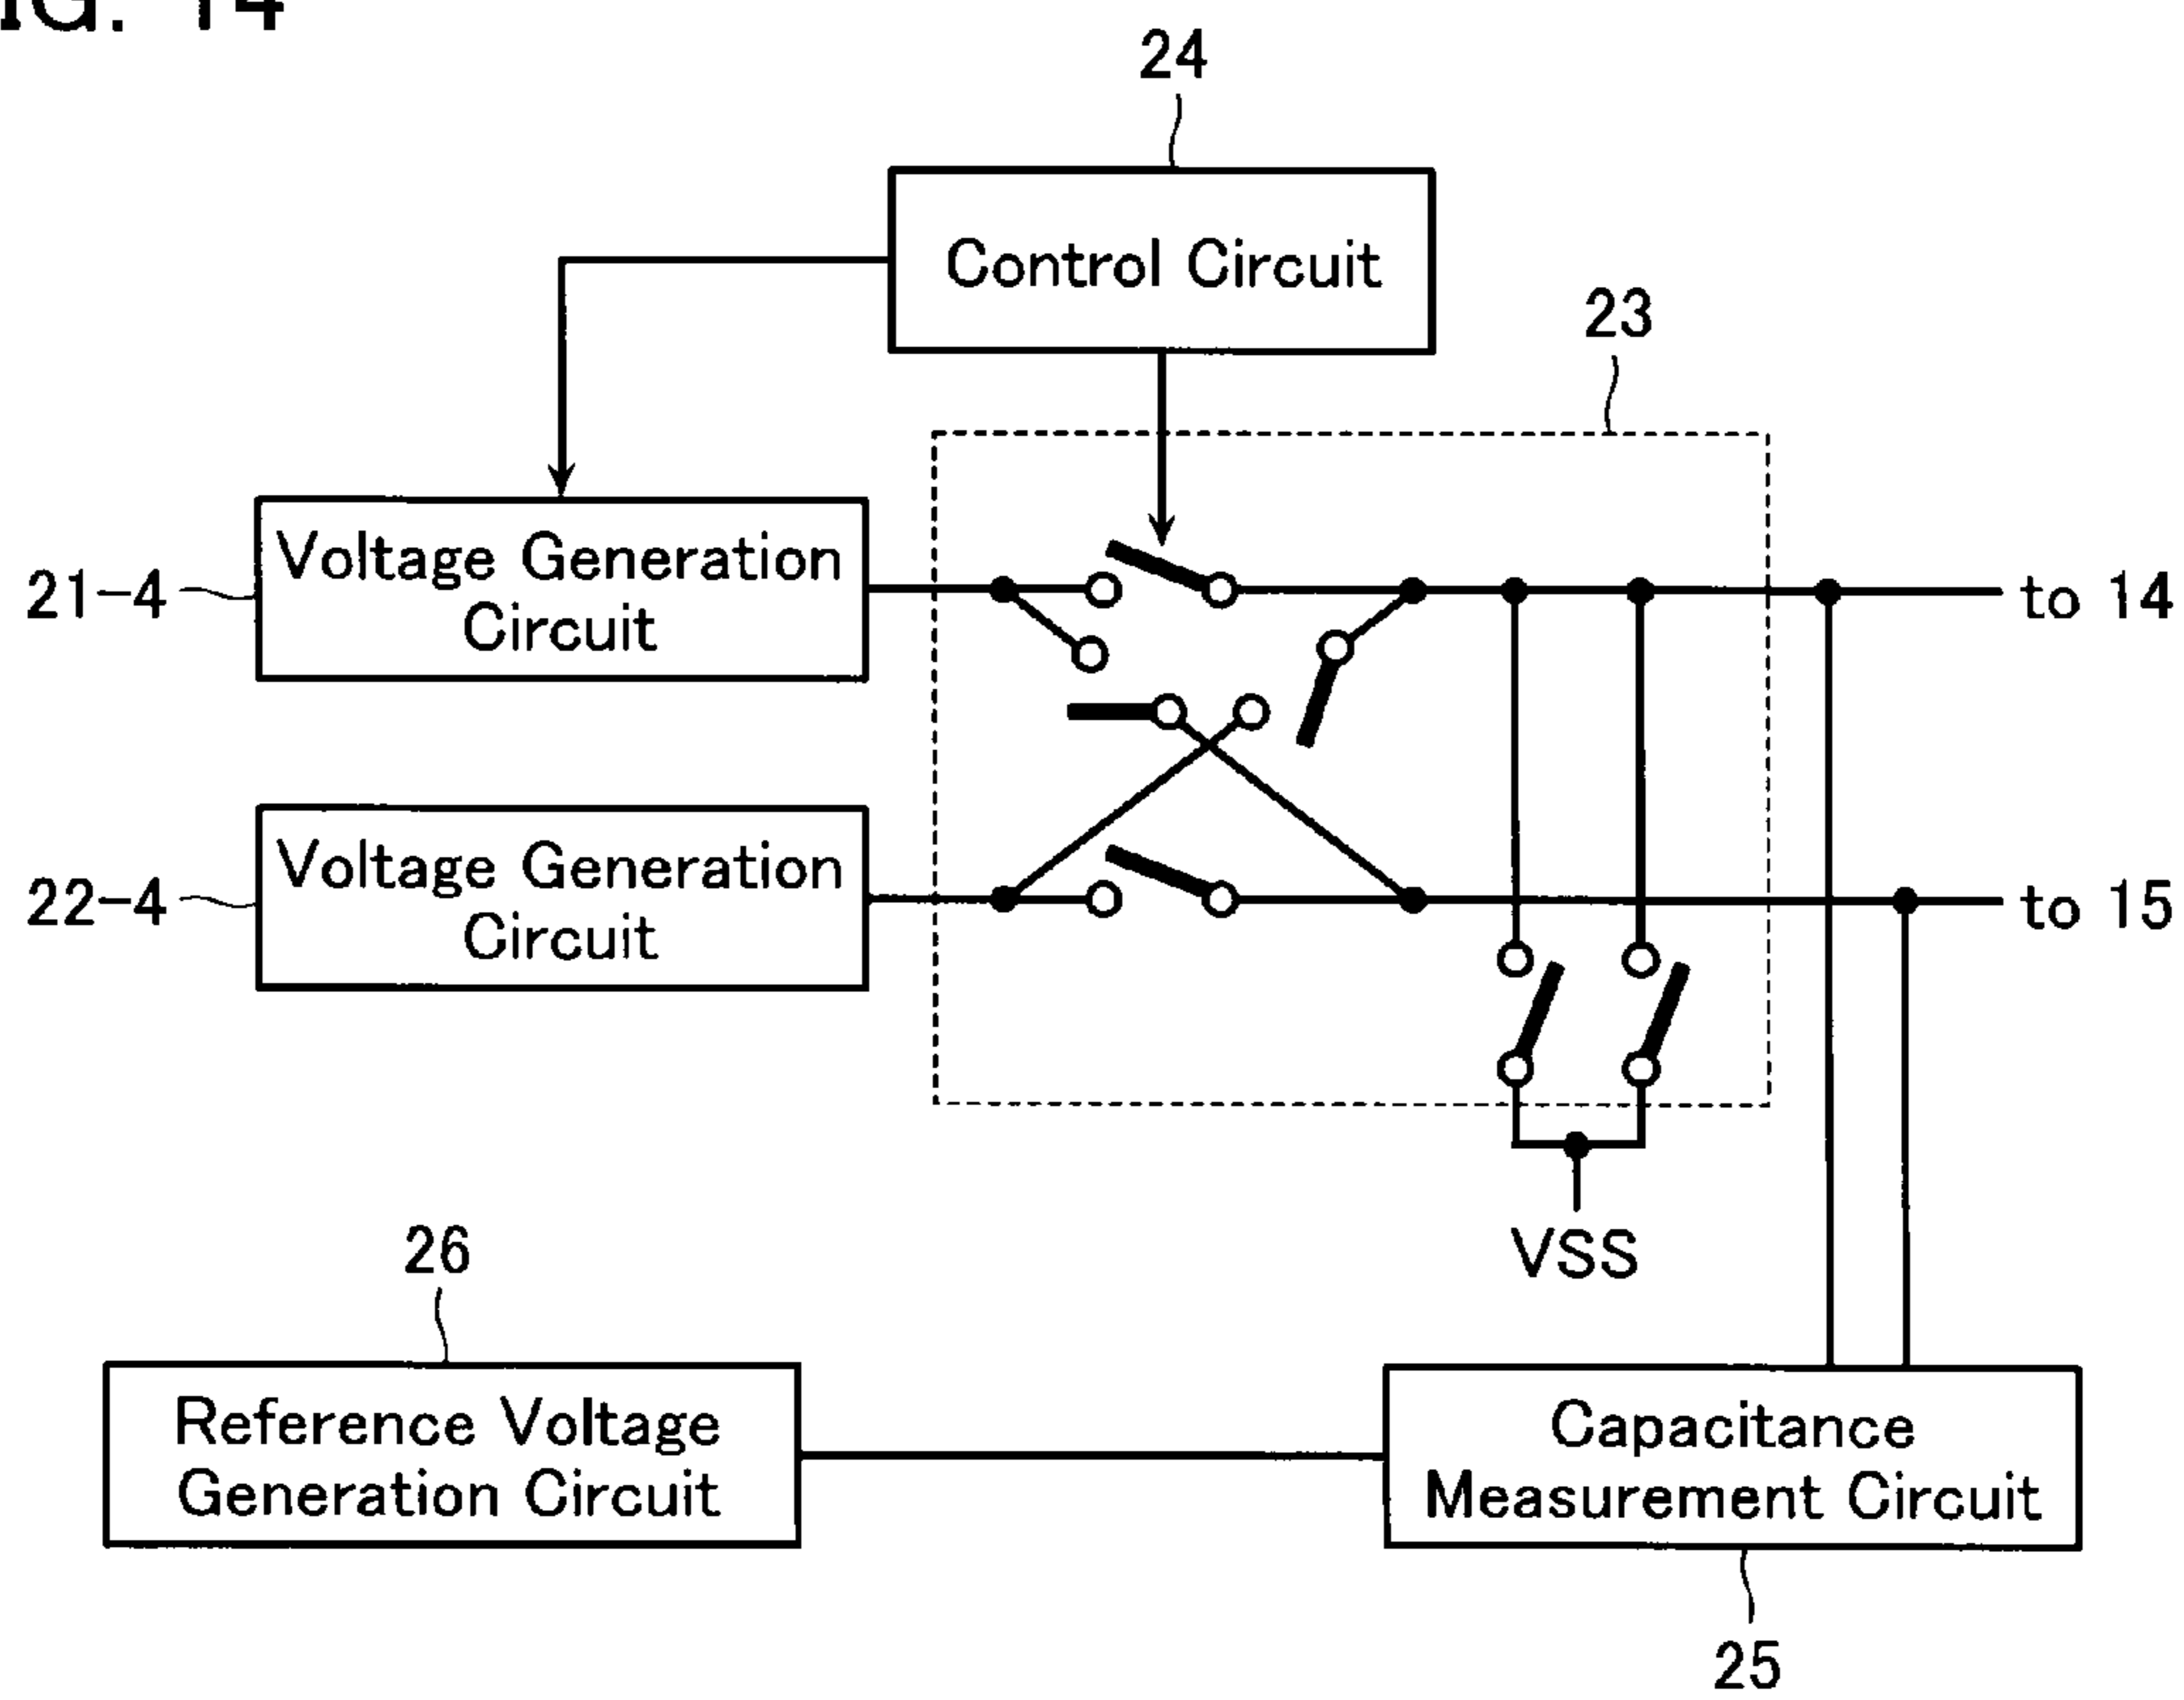 IG. 14
24
Control Circuit
23
Voltage Generation
Circuit
21-4
to 14
Voltage Generation
Circuit
22-4
to 15
VSS
26
Reference Voltage
Generation Circuit
Capacitance
Measurement Circuit
25